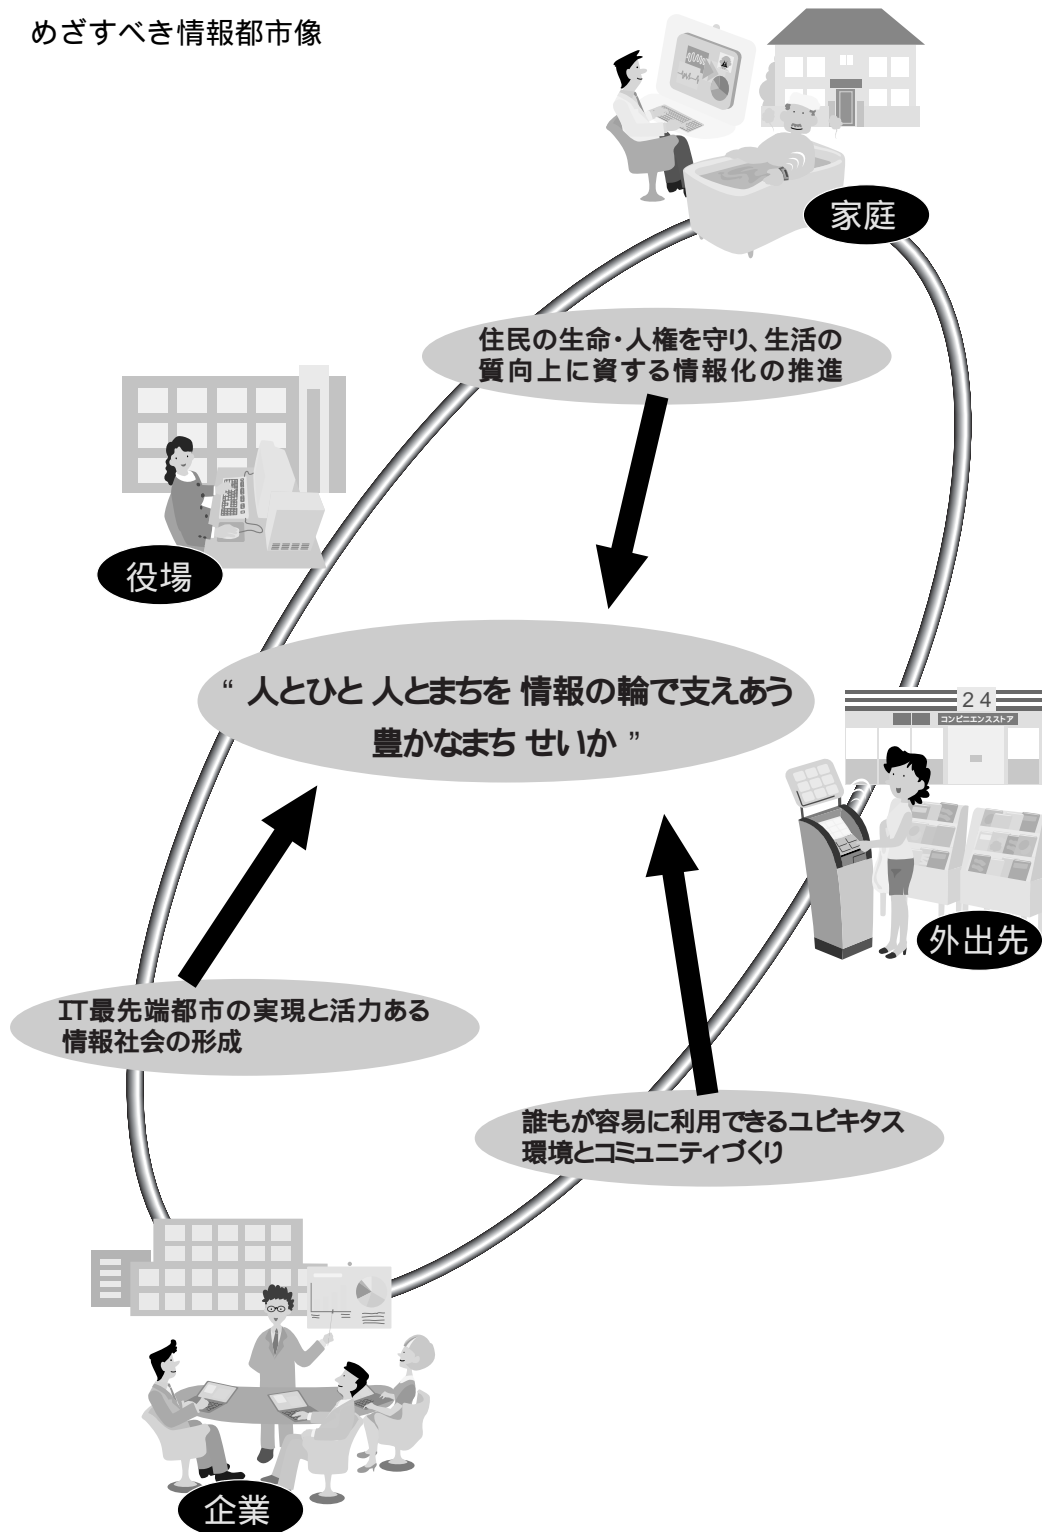 めざすべき情報都市像
家庭
住民の生命・人権を守り、生活の
質向上に資する情報化の推進
役場
“ 人とひと 人とまちを 情報の輪で支えあう
豊かなまち せいか ”
24
コンビニエンスストア
外出先
IT最先端都市の実現と活力ある
情報社会の形成
誰もが容易に利用できるユビキタス
環境とコミュニティづくり
企業